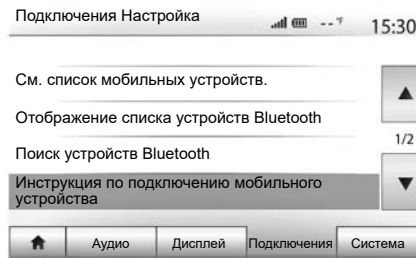 Подключения Настройка -- °F 15:30
См. список мобильных устройств.
Отображение списка устройств Bluetooth
1/2
Поиск устройств Bluetooth
Инструкция по подключению мобильного
устройства
Аудио Дисплей Подключения Система